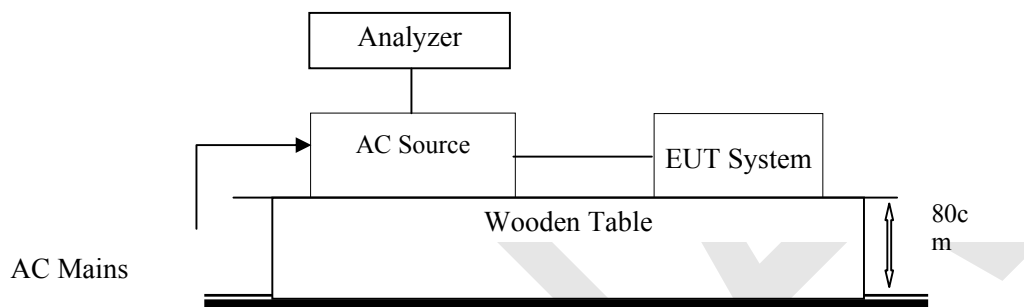 Analyzer
AC Source
EUT System
Wooden Table
80c
m
AC Mains